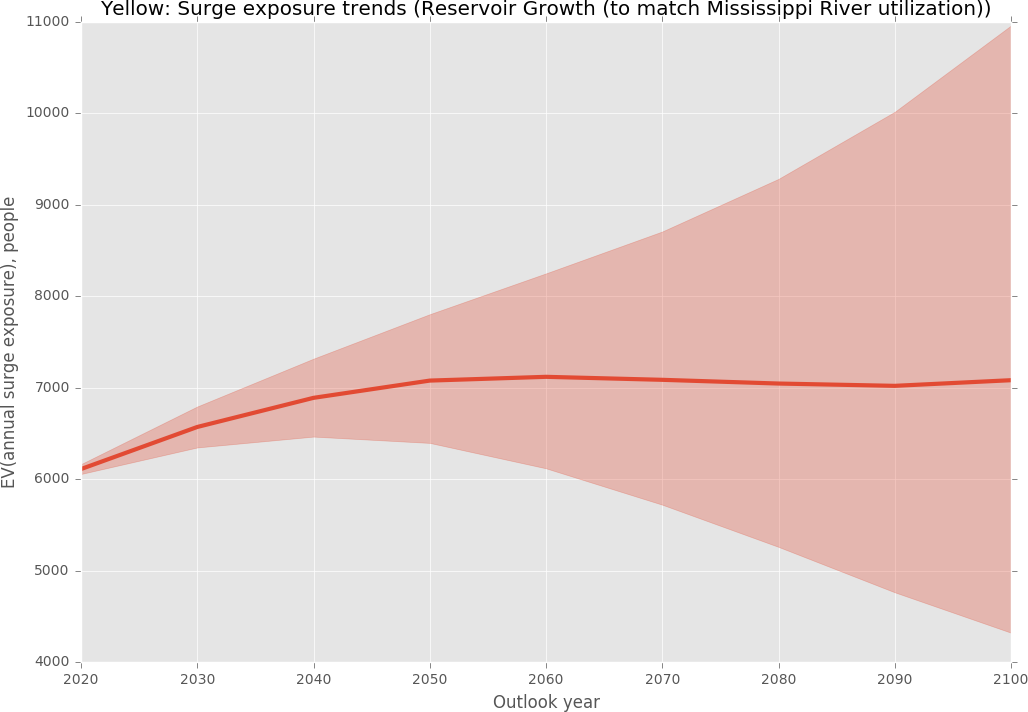 Yellow: Surge exposure trends (Reservoir Growth (to match Mississippi River utilization))
EV(annual surge exposure), people
11000
10000
9000
8000
7000
6000
5000
4000
2020 2030 2040 2050 2060 2070 2080 2090 2100
Outlook year